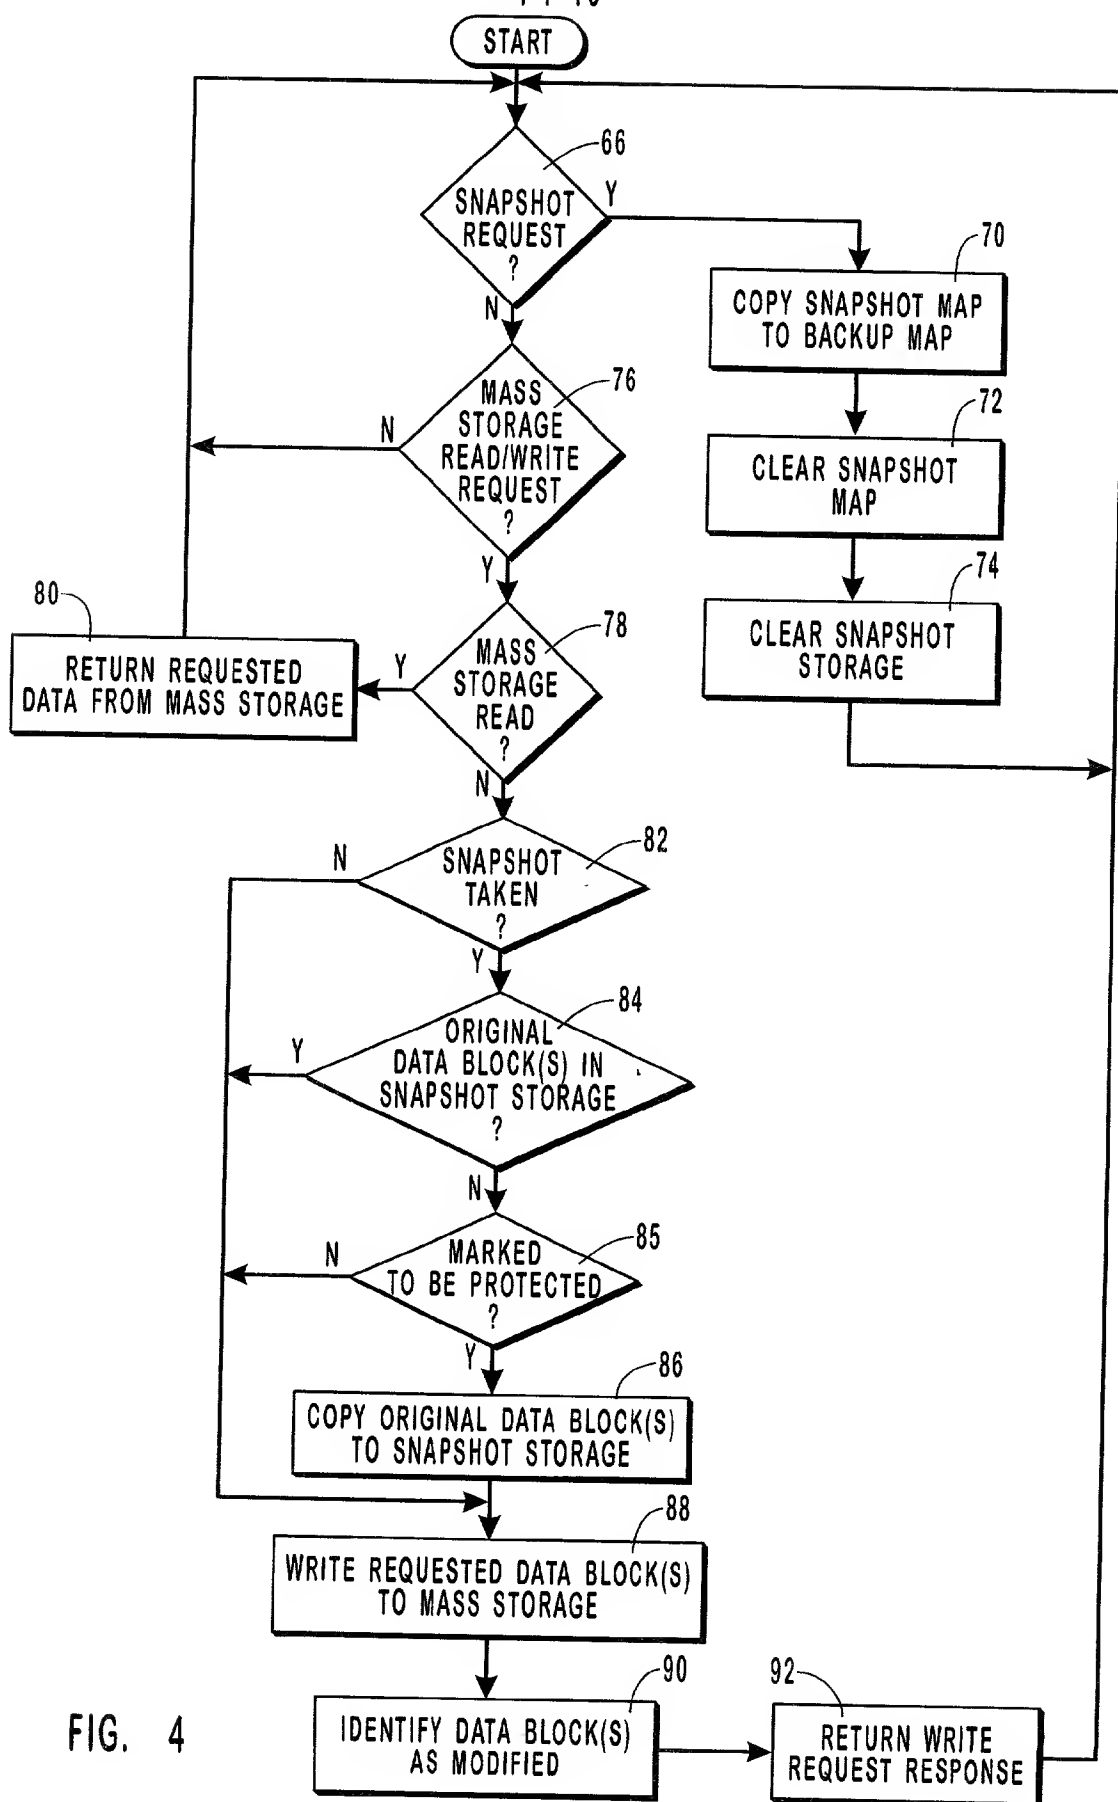 START
66
SNAPSHOT
REQUEST
?
Y
N
70
COPY SNAPSHOT MAP
TO BACKUP MAP
76
MASS
STORAGE
READ/WRITE
REQUEST
?
N
Y
72
CLEAR SNAPSHOT
MAP
74
CLEAR SNAPSHOT
STORAGE
80
RETURN REQUESTED
DATA FROM MASS STORAGE
78
MASS
STORAGE
READ
?
Y
N
82
SNAPSHOT
TAKEN
?
N
Y
84
ORIGINAL
DATA BLOCK(S) IN
SNAPSHOT STORAGE
?
Y
N
85
MARKED
TO BE PROTECTED
?
N
Y
86
COPY ORIGINAL DATA BLOCK(S)
TO SNAPSHOT STORAGE
88
WRITE REQUESTED DATA BLOCK(S)
TO MASS STORAGE
90
IDENTIFY DATA BLOCK(S)
AS MODIFIED
92
RETURN WRITE
REQUEST RESPONSE
FIG. 4